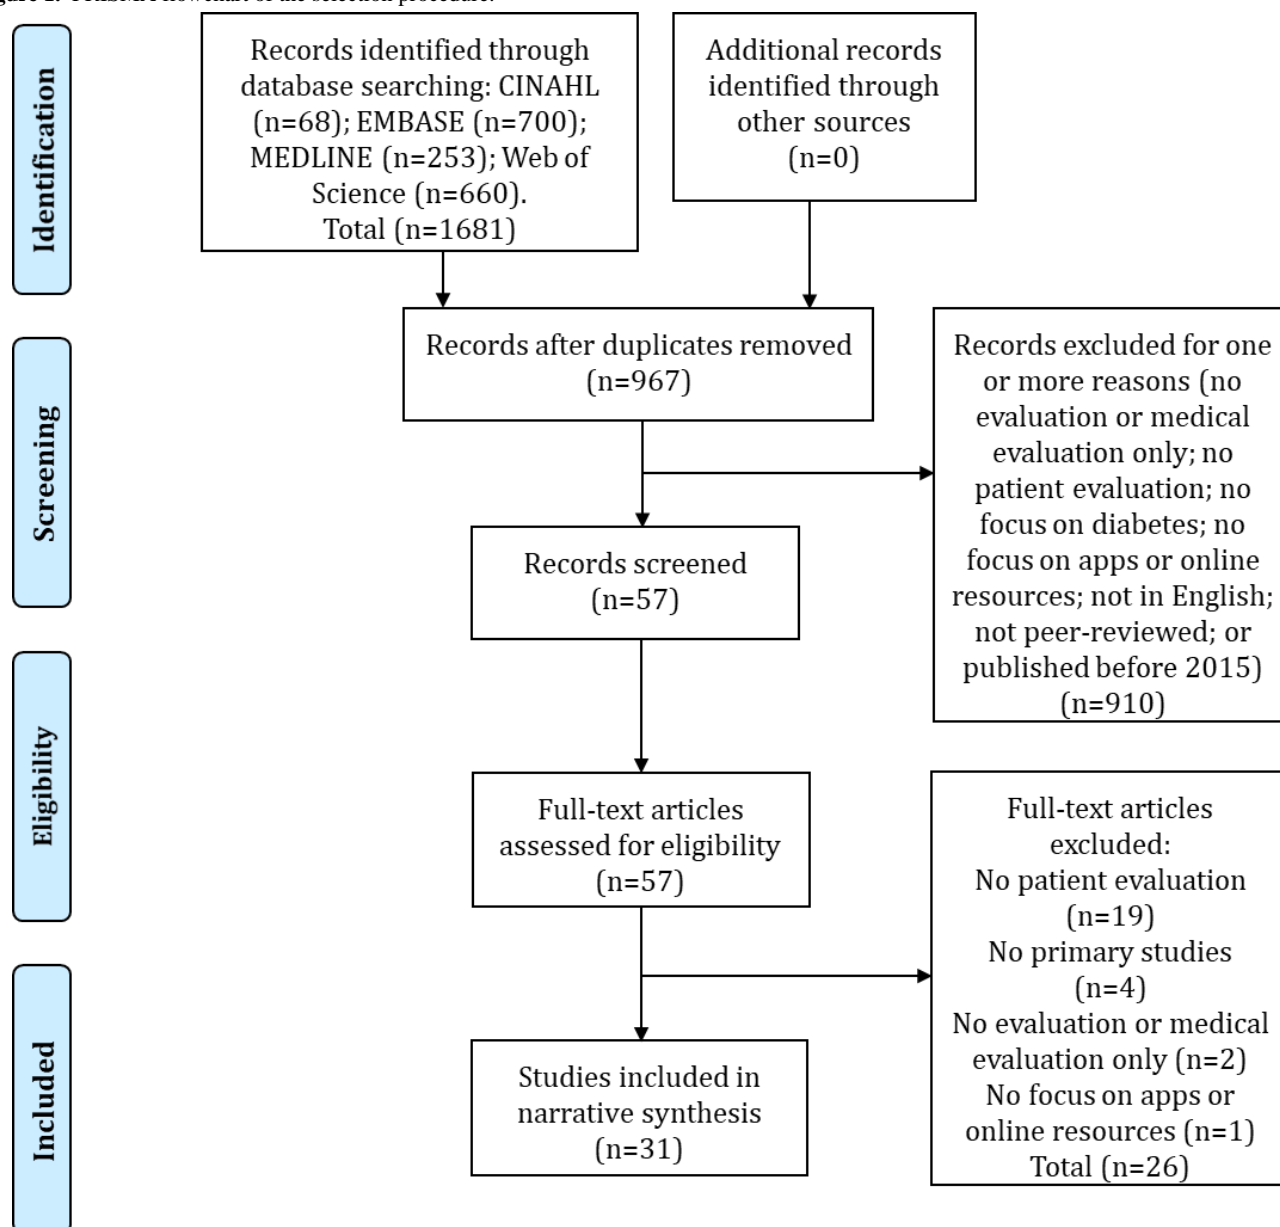 Identification
Records identified through
database searching: CINAHL
(n=68); EMBASE (n=700);
MEDLINE (n=253); Web of
Science (n=660).
Total (n=1681)
Additional records
identified through
other sources
(n=0)
Screening
Records after duplicates removed
(n=967)
Records excluded for one
or more reasons (no
evaluation or medical
evaluation only; no
patient evaluation; no
focus on diabetes; no
focus on apps or online
resources; not in English;
not peer-reviewed; or
published before 2015)
(n=910)
Records screened
(n=57)
Eligibility
Full-text articles
assessed for eligibility
(n=57)
Full-text articles
excluded:
No patient evaluation
(n=19)
No primary studies
(n=4)
No evaluation or medical
evaluation only (n=2)
No focus on apps or
online resources (n=1)
Total (n=26)
Included
Studies included in
narrative synthesis
(n=31)